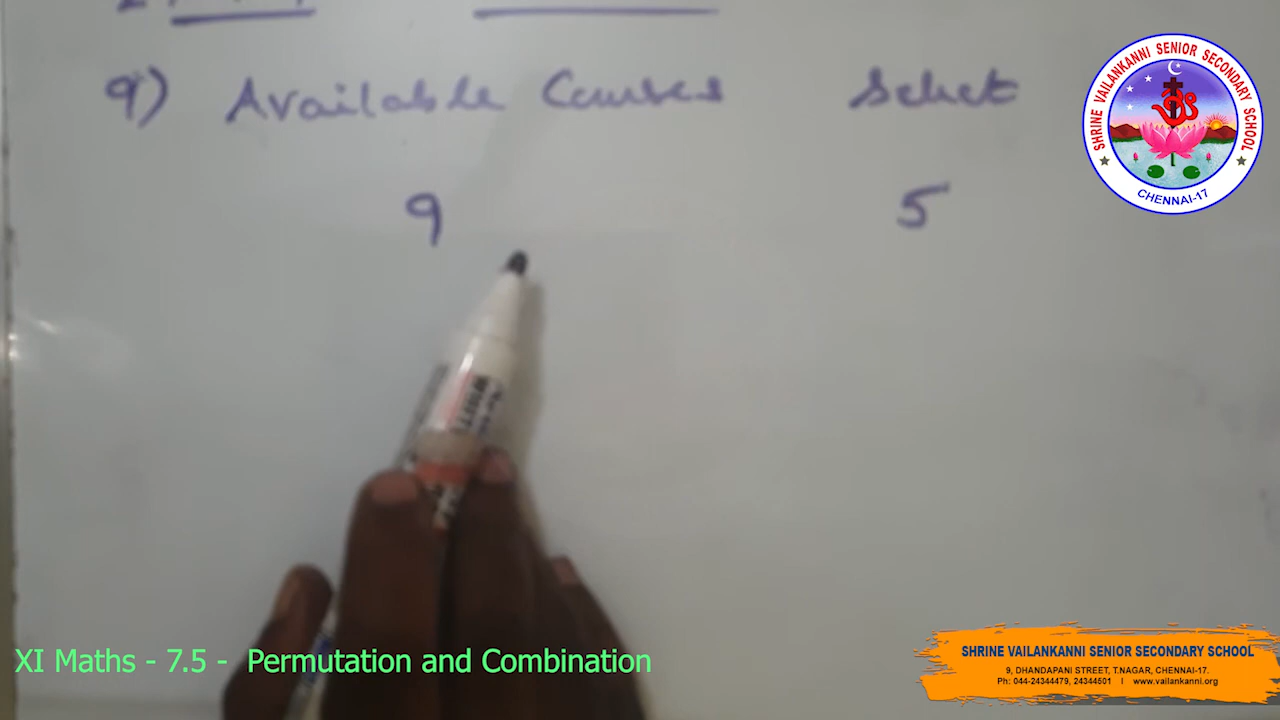 9) Available Courses Select
9 5
SHRINE VAILANKANNI SENIOR SECONDARY SCHOOL
CHENNAI-17
XI Maths - 7.5 - Permutation and Combination
SHRINE VAILANKANNI SENIOR SECONDARY SCHOOL
9, DHANDAPANI STREET, T.NAGAR, CHENNAI-17.
Ph: 044-24344479, 24344501 I www.vailankanni.org